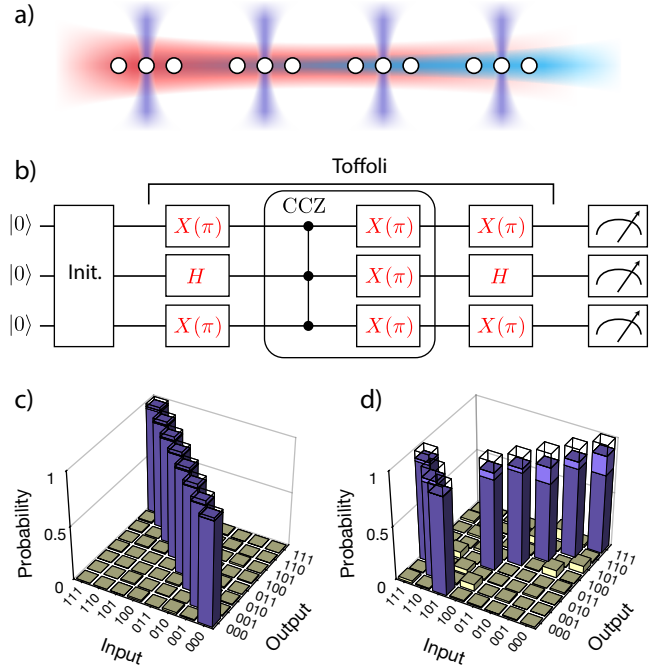 a)
b)
Toffoli
CCZ
|0⟩ Init. X(π) X(π) X(π)
|0⟩ H X(π) H
|0⟩ X(π) X(π) X(π)
c)
Probability
1
0.5
0
111 110 101 100 011 010 001 000
Input
000 001 010 011 100 101 110 111
Output
d)
Probability
1
0.5
0
111 110 101 100 011 010 001 000
Input
000 001 010 011 100 101 110 111
Output